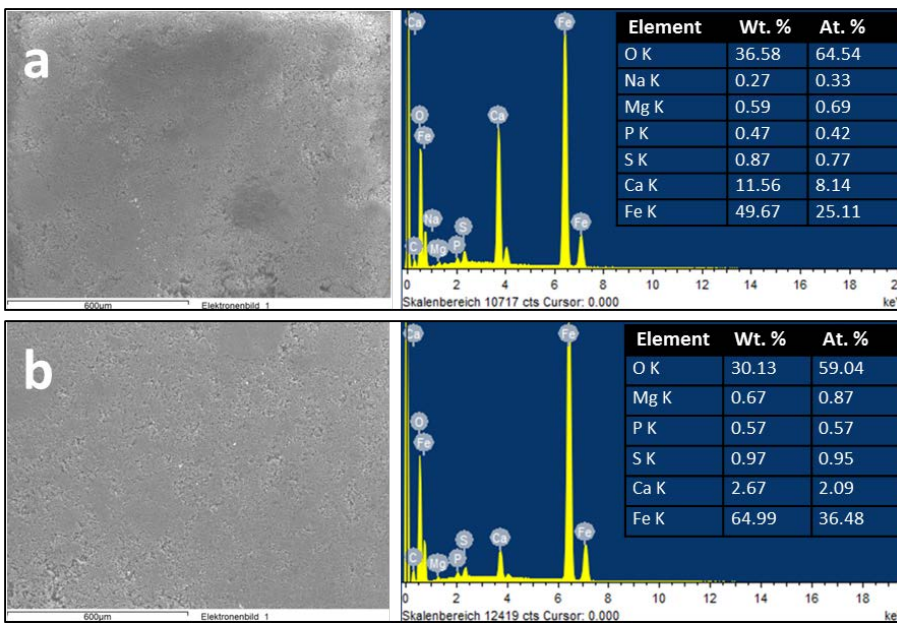 a
600µm Elektronenbild 1
Ca Fe
O Ca
Fe
Na
C Mg P S Fe
0 2 4 6 8 10 12 14 16 18 2
Skalenbereich 10717 cts Cursor: 0.000 keV
Element Wt. % At. %
O K 36.58 64.54
Na K 0.27 0.33
Mg K 0.59 0.69
P K 0.47 0.42
S K 0.87 0.77
Ca K 11.56 8.14
Fe K 49.67 25.11
b
600µm Elektronenbild 1
Ca Fe
O
Fe
C Mg P S Ca Fe
0 2 4 6 8 10 12 14 16 18
Skalenbereich 12419 cts Cursor: 0.000 ke
Element Wt. % At. %
O K 30.13 59.04
Mg K 0.67 0.87
P K 0.57 0.57
S K 0.97 0.95
Ca K 2.67 2.09
Fe K 64.99 36.48